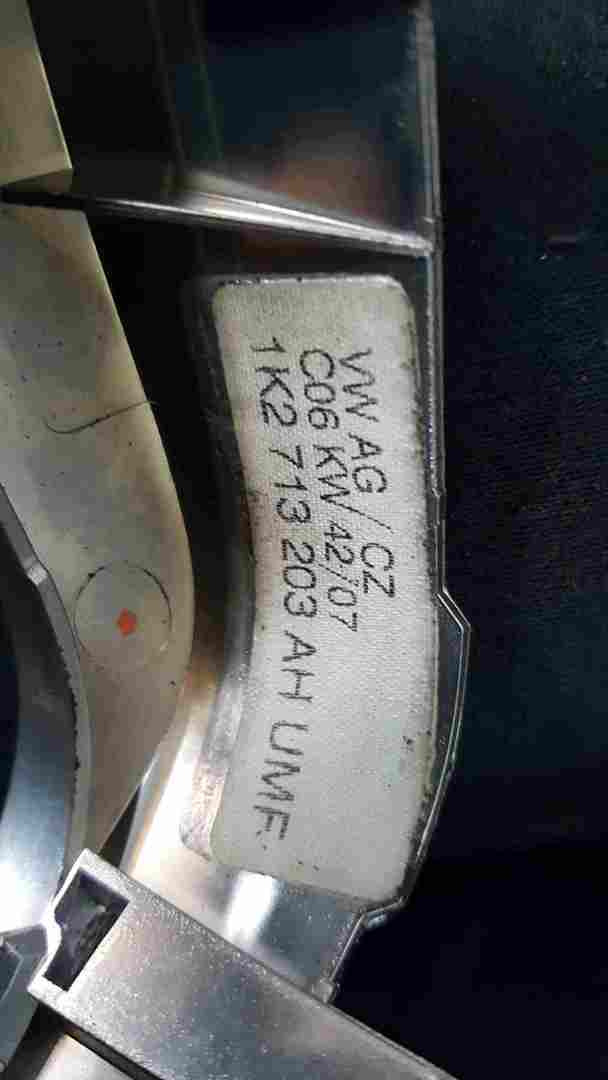 VW AG/CZ
C06 KW 42/07
1K2 713 203 AH UMF